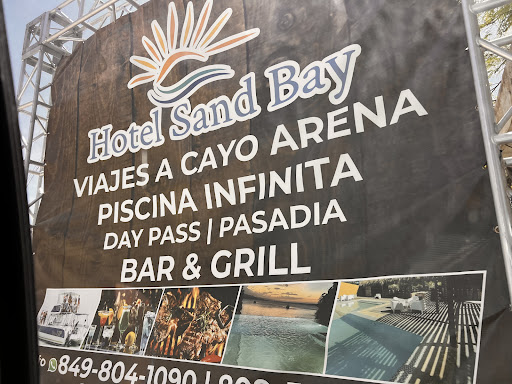 Hotel Sand Bay
VIAJES A CAYO ARENA
PISCINA INFINITA
DAY PASS | PASADIA
BAR & GRILL
849-804-1090 |